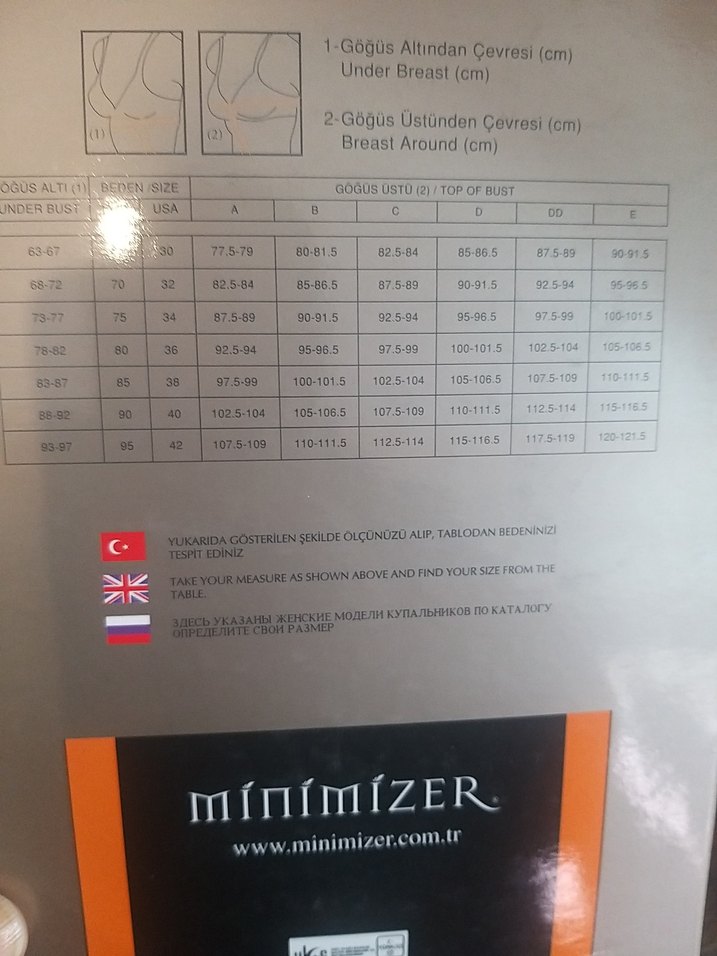 (1)
(2)
1-Göğüs Altından Çevresi (cm)
Under Breast (cm)
2-Göğüs Üstünden Çevresi (cm)
Breast Around (cm)
ÖĞÜS ALTI (1) BEDEN /SIZE GÖĞÜS ÜSTÜ (2) / TOP OF BUST
UNDER BUST USA A B C D DD E
63-67 30 77.5-79 80-81.5 82.5-84 85-86.5 87.5-89 90-91.5
68-72 70 32 82.5-84 85-86.5 87.5-89 90-91.5 92.5-94 95-96.5
73-77 75 34 87.5-89 90-91.5 92.5-94 95-96.5 97.5-99 100-101.5
78-82 80 36 92.5-94 95-96.5 97.5-99 100-101.5 102.5-104 105-106.5
83-87 85 38 97.5-99 100-101.5 102.5-104 105-106.5 107.5-109 110-111.5
88-92 90 40 102.5-104 105-106.5 107.5-109 110-111.5 112.5-114 115-116.5
93-97 95 42 107.5-109 110-111.5 112.5-114 115-116.5 117.5-119 120-121.5
YUKARIDA GÖSTERİLEN ŞEKİLDE ÖLÇÜNÜZÜ ALIP, TABLODAN BEDENİNİZİ
TESPİT EDİNİZ
TAKE YOUR MEASURE AS SHOWN ABOVE AND FIND YOUR SIZE FROM THE
TABLE.
ЗДЕСЬ УКАЗАНЫ ЖЕНСКИЕ МОДЕЛИ КУПАЛЬНИКОВ ПО КАТАЛОГУ
ОПРЕДЕЛИТЕ СВОИ РАЗМЕР
MİNİMİZER®
www.minimizer.com.tr